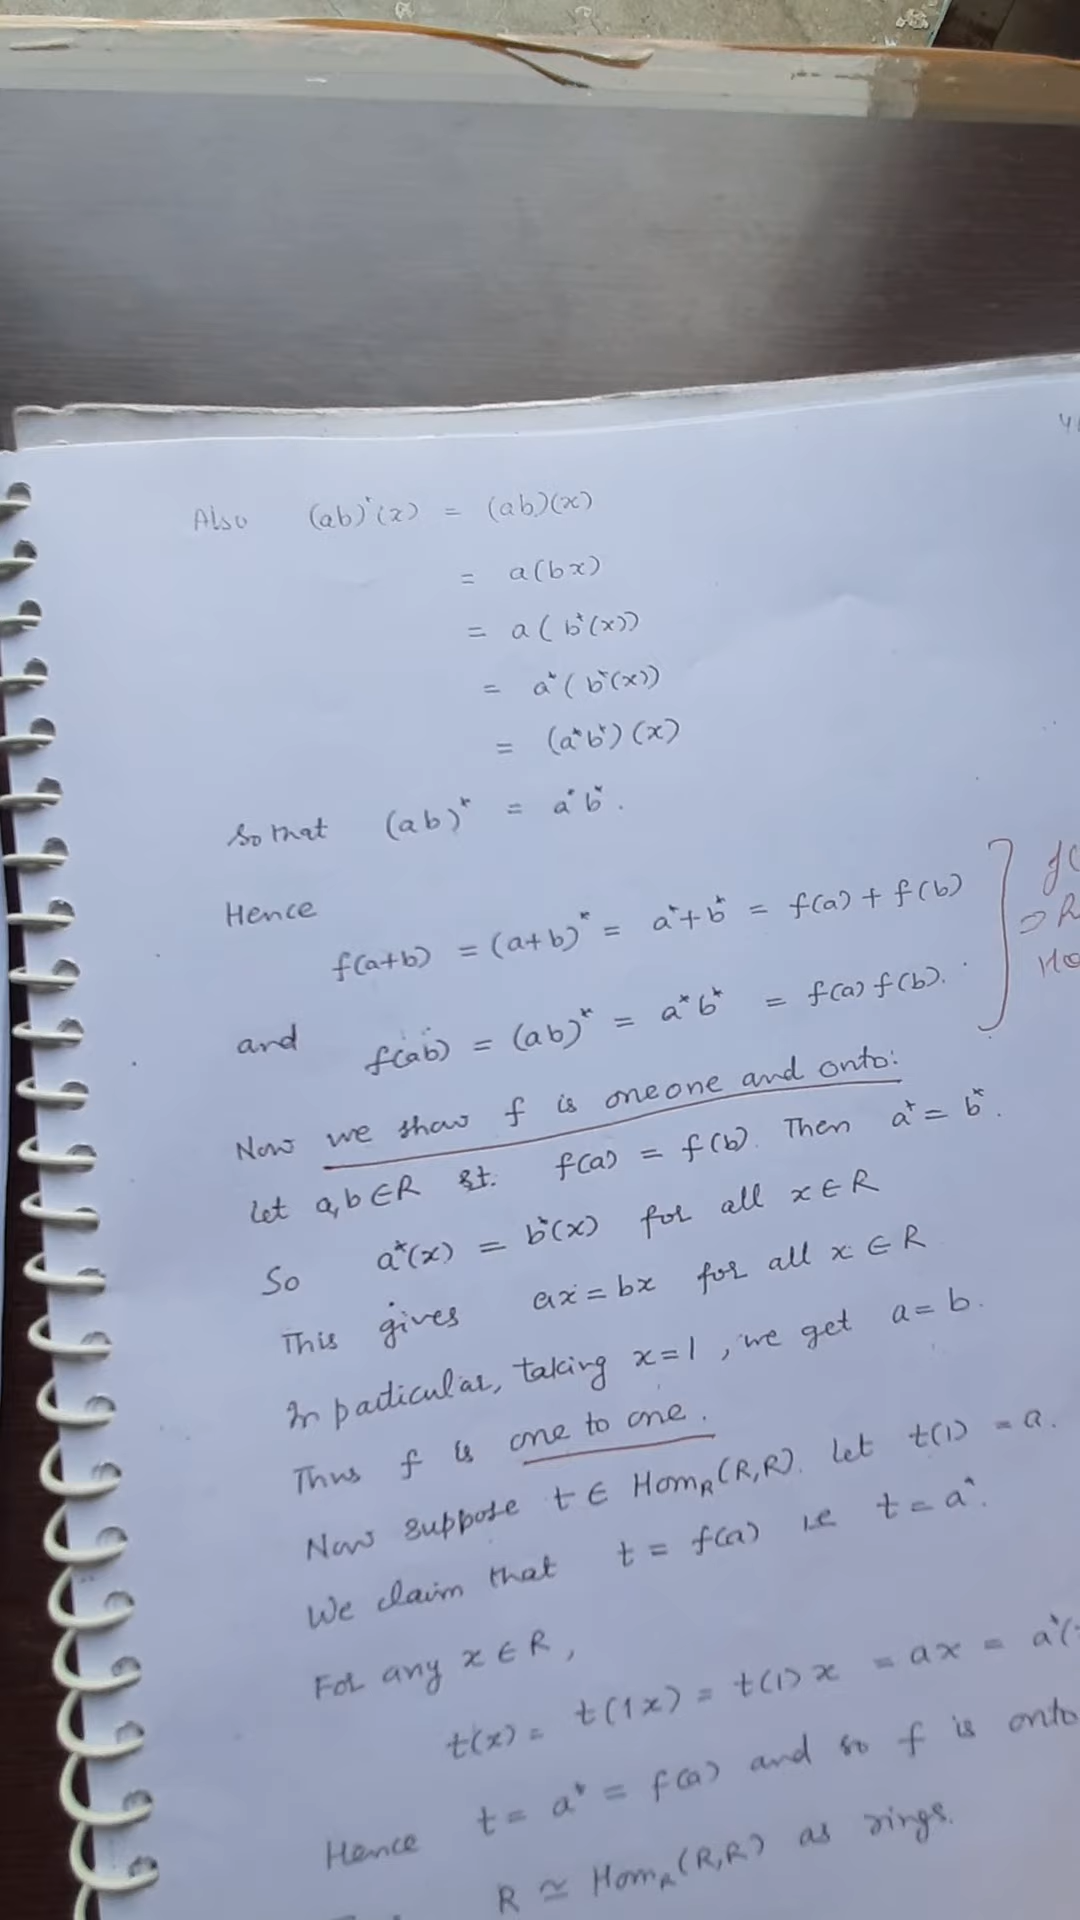 Also (ab)*(x) = (ab)(x)
= a(bx)
= a(b*(x))
= a*(b*(x))
= (a*b*)(x)
So that (ab)* = a*b*.
Hence
f(a+b) = (a+b)* = a*+b* = f(a) + f(b)
and f(ab) = (ab)* = a*b* = f(a) f(b).
Now we show f is one one and onto:
Let a, b ∈ R st. f(a) = f(b). Then a* = b*.
So a*(x) = b*(x) for all x ∈ R
This gives ax = bx for all x ∈ R
In particular, taking x=1, we get a = b.
Thus f is one to one.
Now suppose t ∈ Hom_R(R,R). Let t(1) = a.
We claim that t = f(a) ie t = a*.
For any x ∈ R,
t(x) = t(1x) = t(1)x = ax = a*(
Hence t = a* = f(a) and so f is onto
R ≃ Hom_R(R,R) as rings.